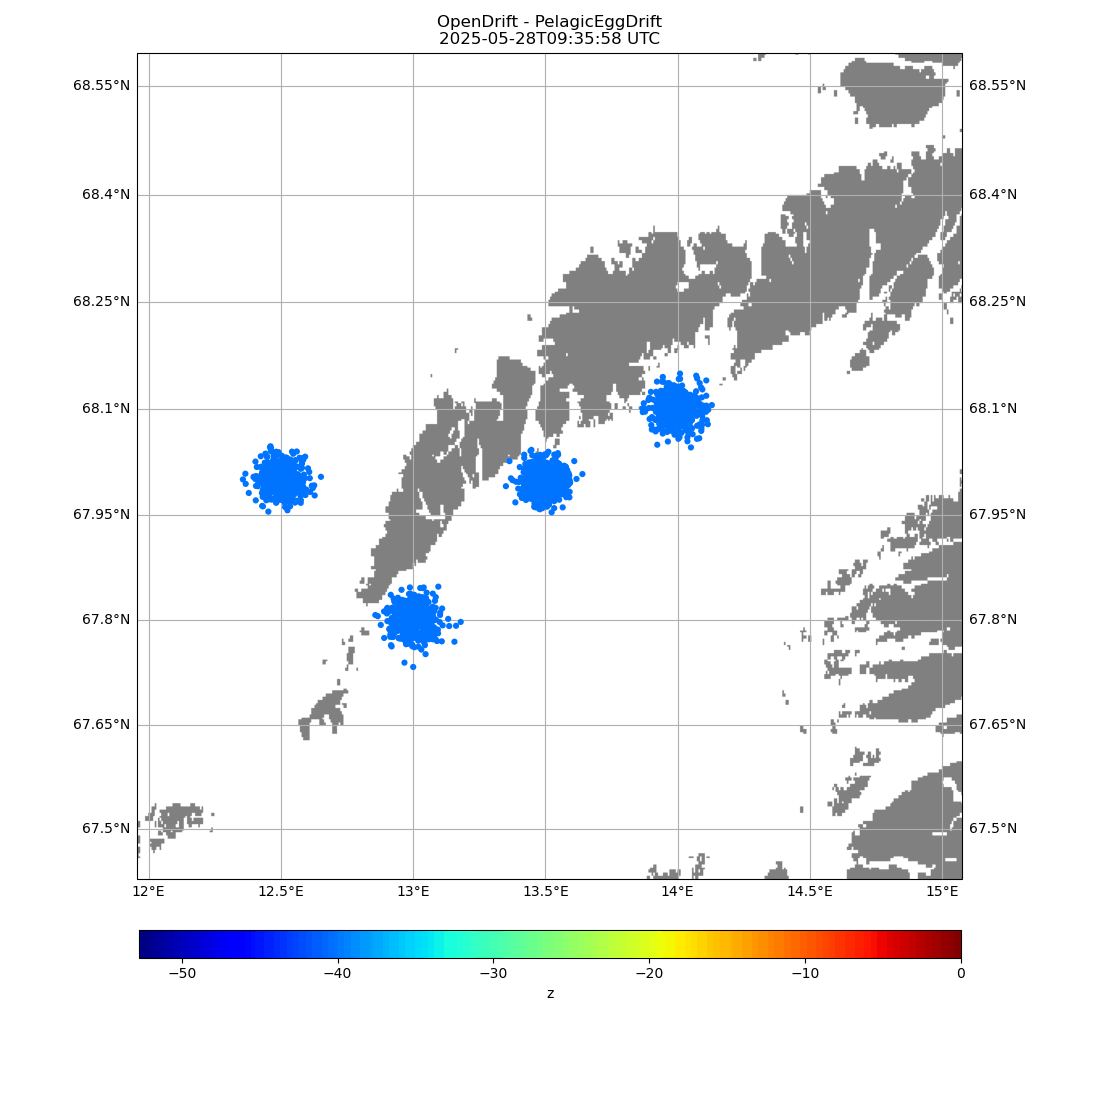 OpenDrift - PelagicEggDrift
2025-05-28T09:35:58 UTC
68.55°N 68.55°N
68.4°N 68.4°N
68.25°N 68.25°N
68.1°N 68.1°N
67.95°N 67.95°N
67.8°N 67.8°N
67.65°N 67.65°N
67.5°N 67.5°N
12°E 12.5°E 13°E 13.5°E 14°E 14.5°E 15°E
−50 −40 −30 −20 −10 0
z